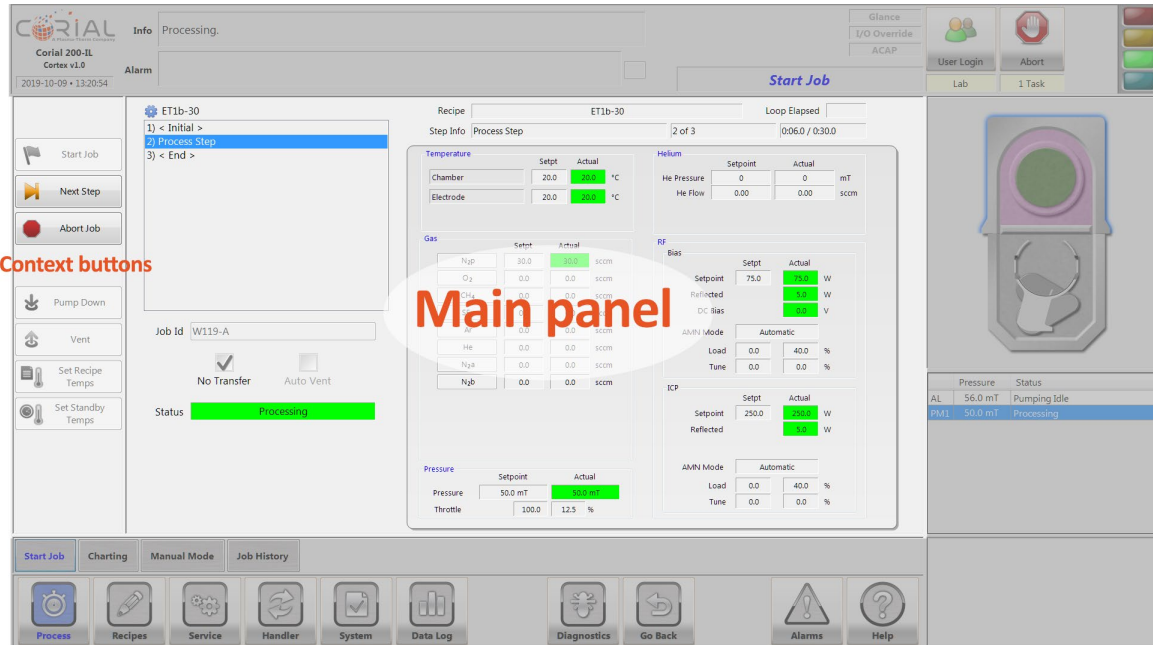 CORIAL
Corial 200-IL
Cortex v1.0
2019-10-09 • 13:20:54
Info Processing.
Alarm
Glance
I/O Override
ACAP
Start Job
User Login
Abort
Lab
1 Task
Start Job
Next Step
Abort Job
Context buttons
Pump Down
Vent
Set Recipe
Temps
Set Standby
Temps
ET1b-30
1) < Initial >
2) Process Step
3) < End >
Job Id W119-A
No Transfer Auto Vent
Status Processing
Recipe ET1b-30 Loop Elapsed
Step Info Process Step 2 of 3 0:06.0 / 0:30.0
Main panel
Temperature
Setpt Actual
Chamber 20.0 20.0 °C
Electrode 20.0 20.0 °C
Gas
Setpt Actual
N2p 30.0 30.0 sccm
O2 0.0 0.0 sccm
CH4 0.0 0.0 sccm
0.0 0.0 sccm
Ar 0.0 0.0 sccm
He 0.0 0.0 sccm
N2a 0.0 0.0 sccm
N2b 0.0 0.0 sccm
Pressure
Setpoint Actual
Pressure 50.0 mT 50.0 mT
Throttle 100.0 12.5 %
Helium
Setpoint Actual
He Pressure 0 0 mT
He Flow 0.00 0.00 sccm
RF
Bias
Setpt Actual
Setpoint 75.0 75.0 W
Reflected 5.0 W
DC Bias 0.0 V
AMN Mode Automatic
Load 0.0 40.0 %
Tune 0.0 0.0 %
ICP
Setpt Actual
Setpoint 250.0 250.0 W
Reflected 5.0 W
AMN Mode Automatic
Load 0.0 40.0 %
Tune 0.0 0.0 %
Pressure Status
AL 56.0 mT Pumping Idle
PM1 50.0 mT Processing
Start Job Charting Manual Mode Job History
Process Recipes Service Handler System Data Log Diagnostics Go Back Alarms Help